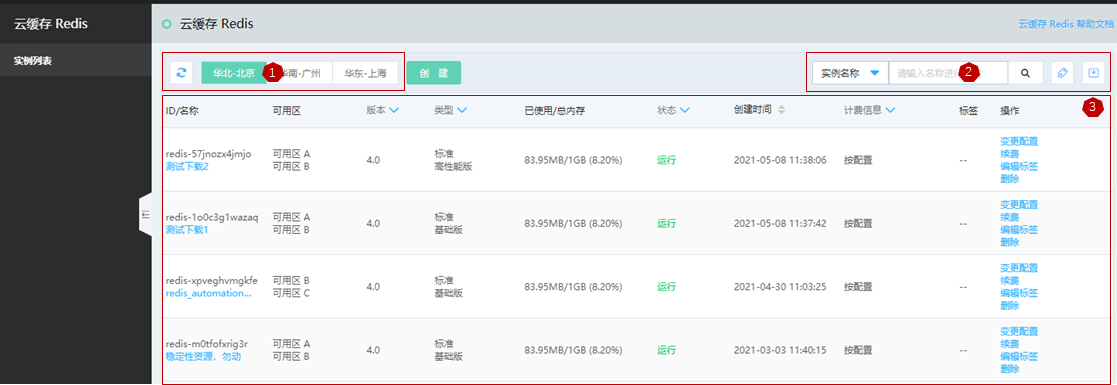 云缓存 Redis
云缓存 Redis
云缓存 Redis 帮助文档
实例列表
华北-北京 1 华南-广州 华东-上海 创 建 实例名称 请输入名称进 2
3
ID/名称 可用区 版本 类型 已使用/总内存 状态 创建时间 计费信息 标签 操作
redis-57jnozx4jmjo
测试下载2
可用区 A
可用区 B
4.0
标准
高性能版
83.95MB/1GB (8.20%)
运行
2021-05-08 11:38:06
按配置
--
变更配置
续费
编辑标签
删除
redis-1o0c3g1wazaq
测试下载1
可用区 A
可用区 B
4.0
标准
基础版
83.95MB/1GB (8.20%)
运行
2021-05-08 11:37:42
按配置
--
变更配置
续费
编辑标签
删除
redis-xpveghvmgkfe
redis_automation...
可用区 B
可用区 C
4.0
标准
基础版
83.95MB/1GB (8.20%)
运行
2021-04-30 11:03:25
按配置
--
变更配置
续费
编辑标签
删除
redis-m0tfofxrig3r
稳定性资源，勿动
可用区 A
可用区 B
4.0
标准
基础版
83.95MB/1GB (8.20%)
运行
2021-03-03 11:40:15
按配置
--
变更配置
续费
编辑标签
删除